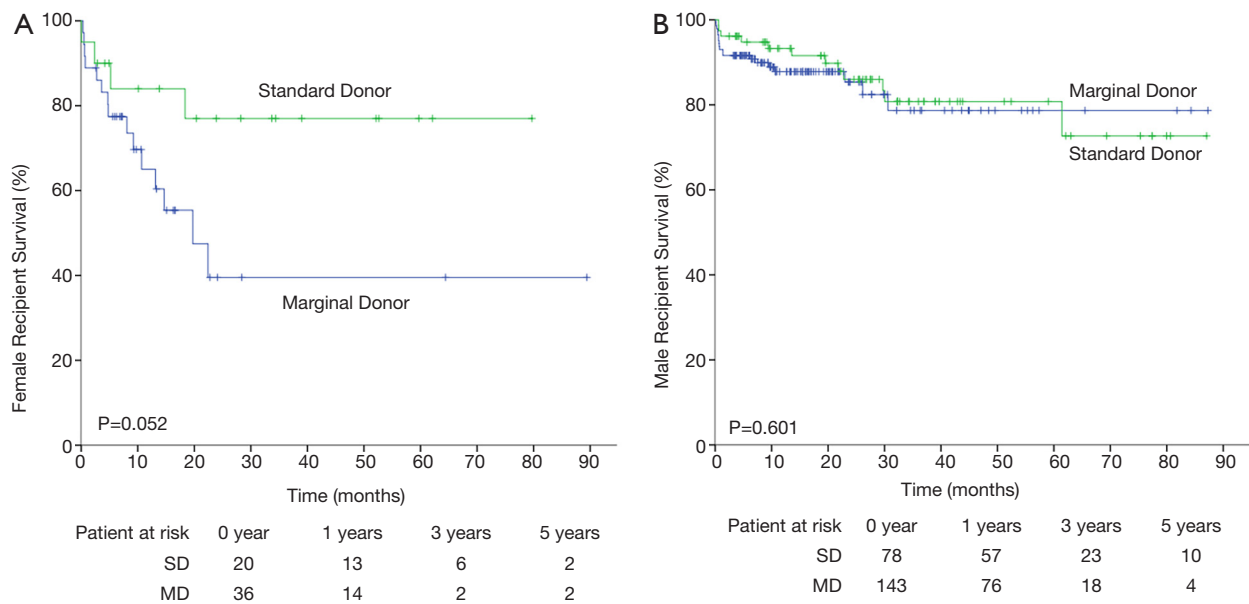 A
Female Recipient Survival (%)
100
80
60
40
20
0
Standard Donor
Marginal Donor
P=0.052
0 10 20 30 40 50 60 70 80 90
Time (months)
Patient at risk 0 year 1 years 3 years 5 years
SD 20 13 6 2
MD 36 14 2 2
B
Male Recipient Survival (%)
100
80
60
40
20
0
Marginal Donor
Standard Donor
P=0.601
0 10 20 30 40 50 60 70 80 90
Time (months)
Patient at risk 0 year 1 years 3 years 5 years
SD 78 57 23 10
MD 143 76 18 4